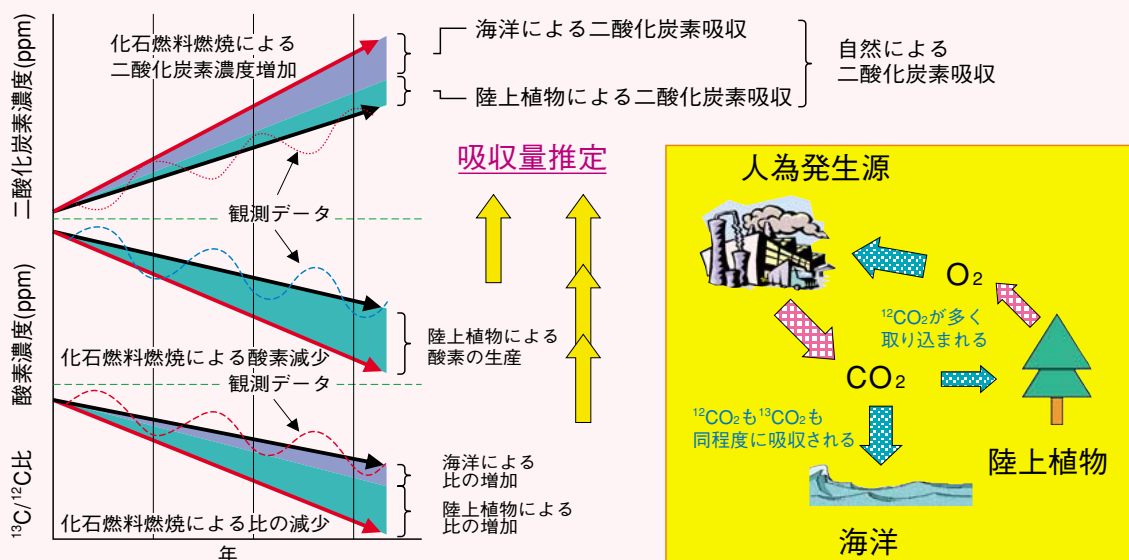 二酸化炭素濃度(ppm)
化石燃料燃焼による
二酸化炭素濃度増加
海洋による二酸化炭素吸収
陸上植物による二酸化炭素吸収
自然による
二酸化炭素吸収
吸収量推定
観測データ
酸素濃度(ppm)
化石燃料燃焼による酸素減少
陸上植物による
酸素の生産
観測データ
¹³C/¹²C比
化石燃料燃焼による比の減少
海洋による
比の増加
陸上植物による
比の増加
年
人為発生源
O₂
¹²CO₂が多く
取り込まれる
CO₂
¹²CO₂も¹³CO₂も
同程度に吸収される
陸上植物
海洋